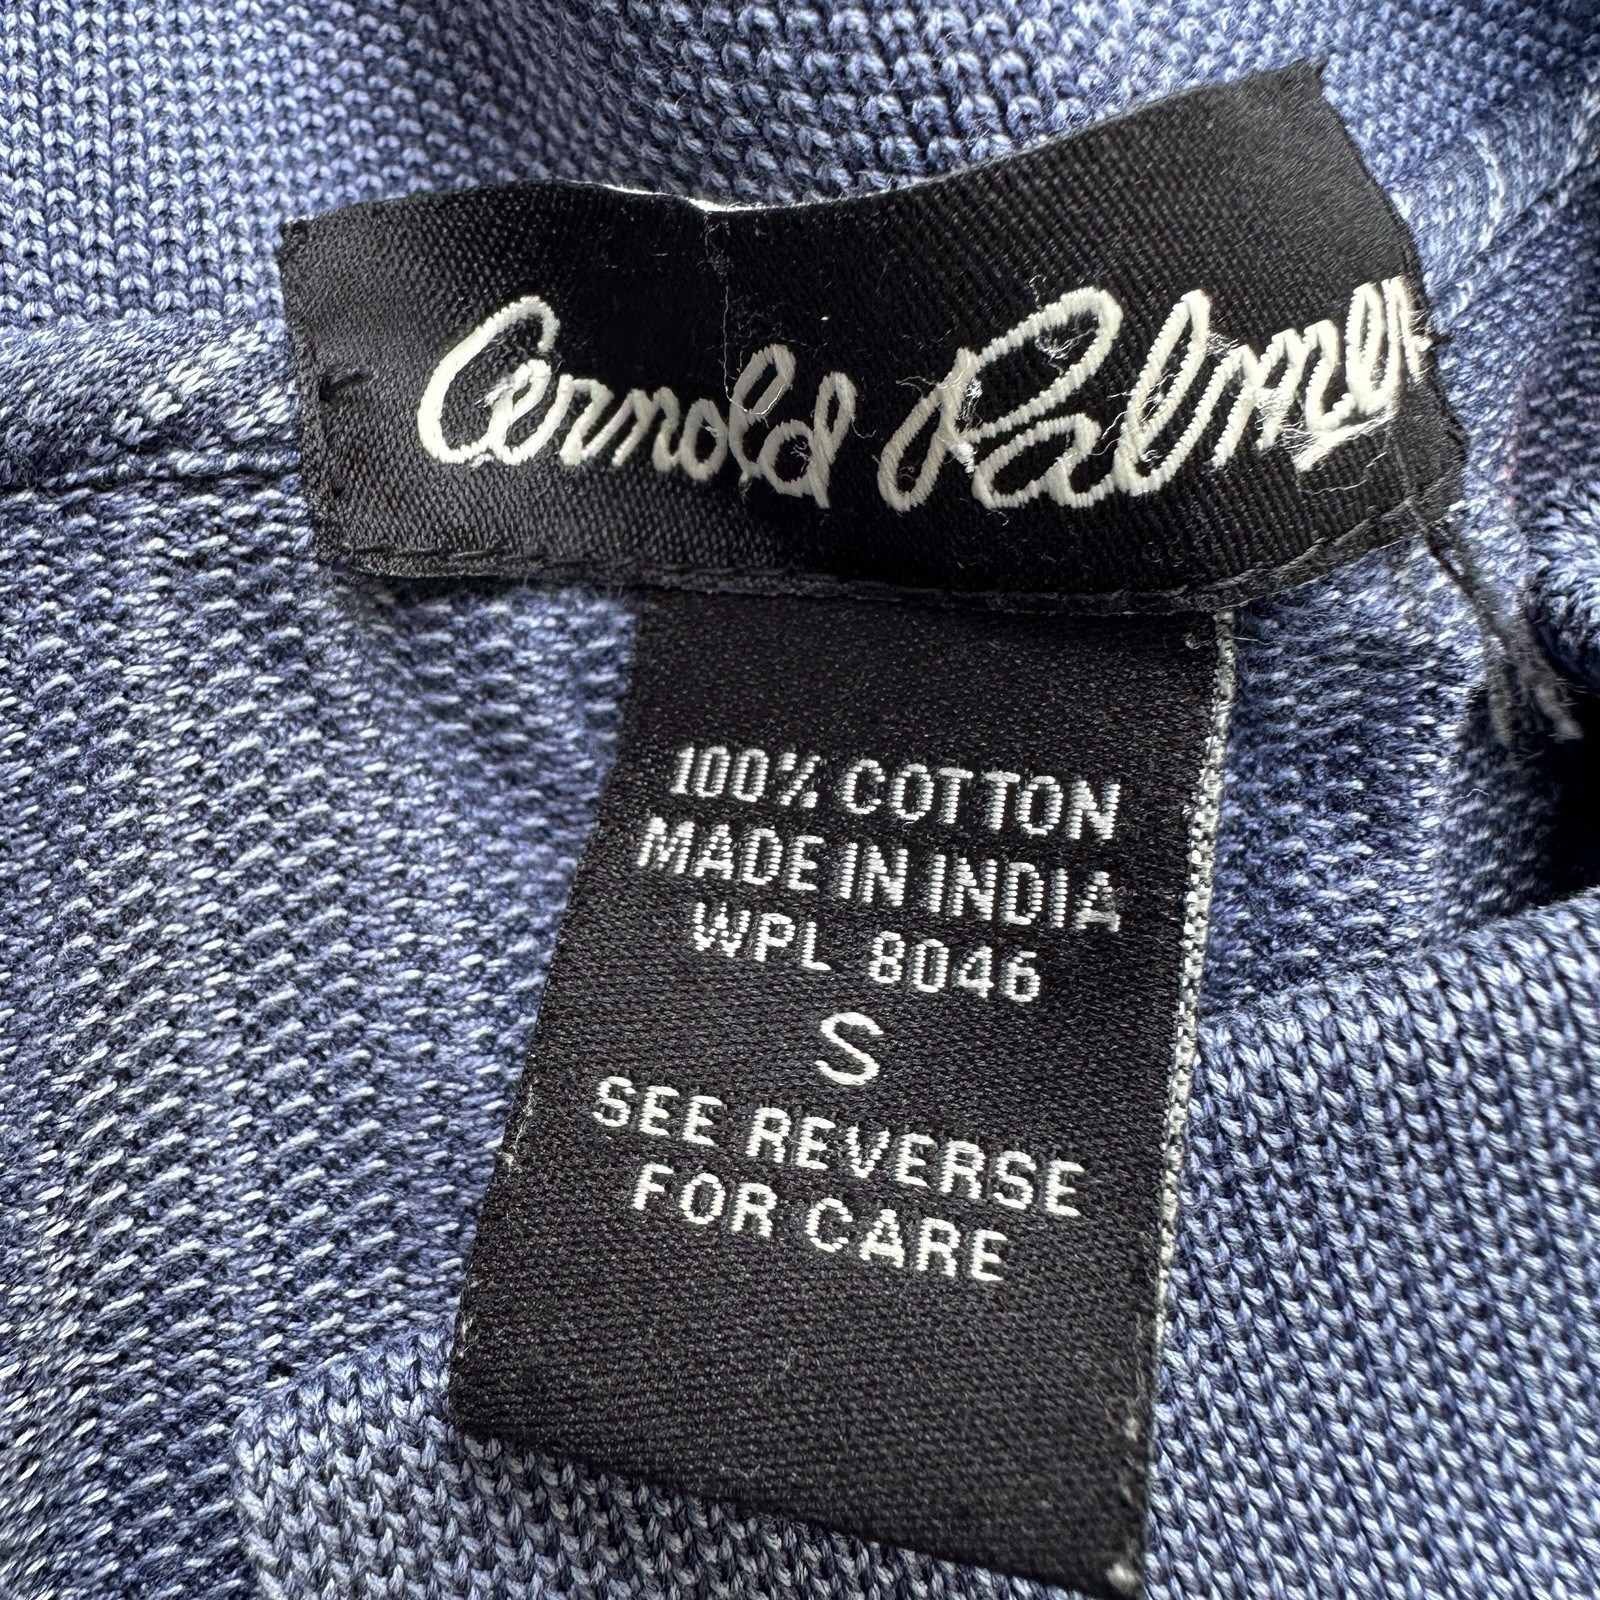 Arnold Palmer
100% COTTON
MADE IN INDIA
WPL 8046
S
SEE REVERSE
FOR CARE